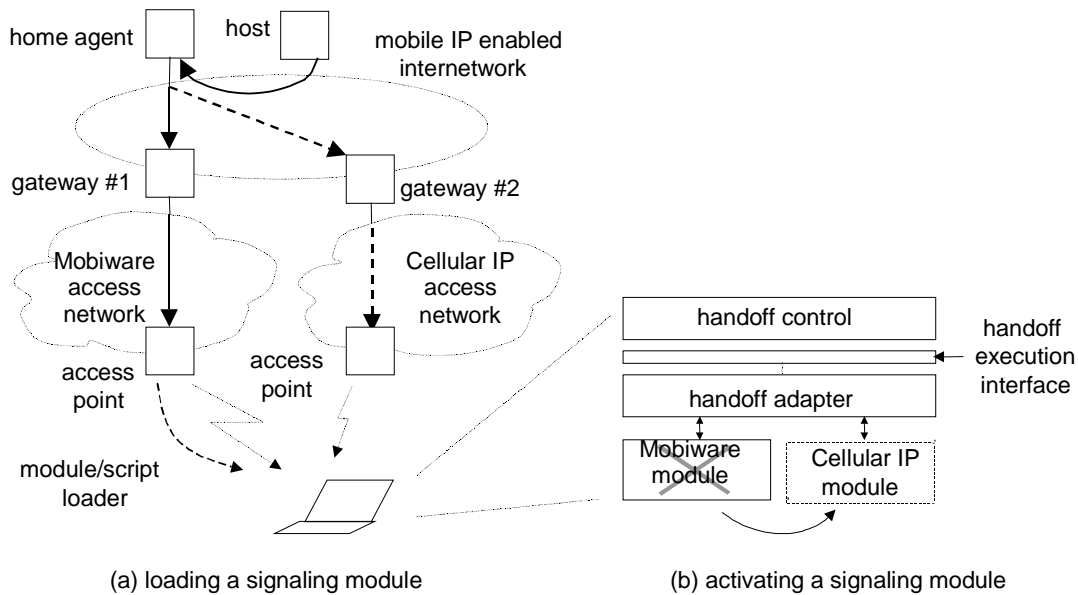 home agent
host
mobile IP enabled
internetwork
gateway #1
gateway #2
Mobiware
access
network
Cellular IP
access
network
access
point
access
point
module/script
loader
handoff control
handoff
execution
interface
handoff adapter
Mobiware
module
Cellular IP
module
(a) loading a signaling module
(b) activating a signaling module